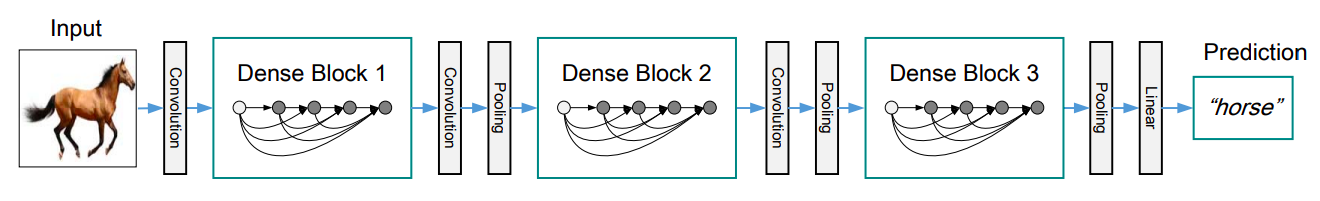 Input
Convolution
Dense Block 1
Convolution
Pooling
Dense Block 2
Convolution
Pooling
Dense Block 3
Pooling
Linear
Prediction
“horse”